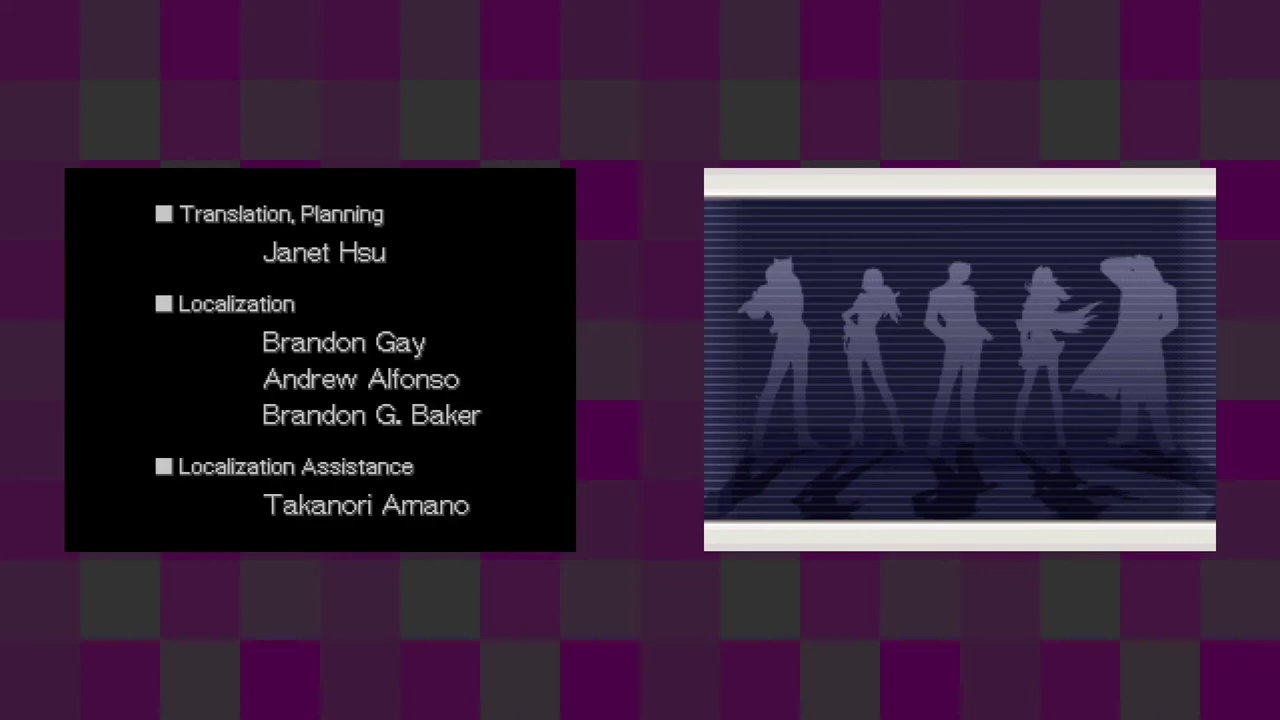 ■ Translation, Planning
Janet Hsu
■ Localization
Brandon Gay
Andrew Alfonso
Brandon G. Baker
■ Localization Assistance
Takanori Amano